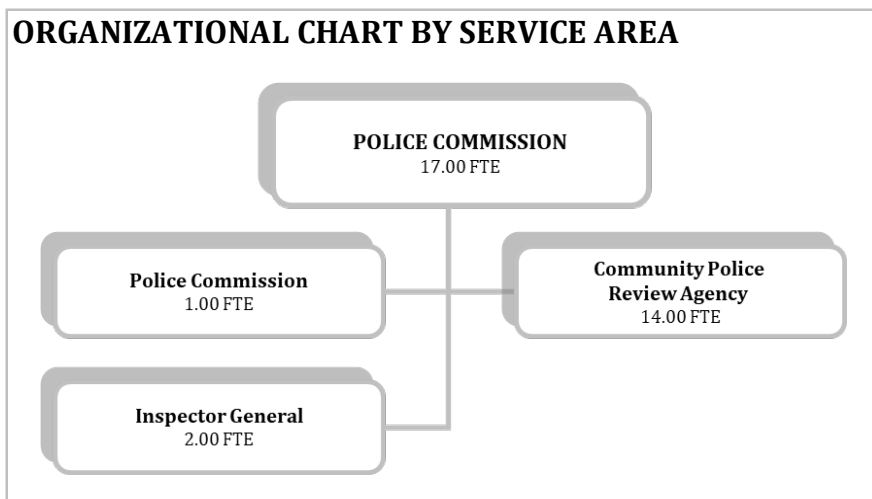 ORGANIZATIONAL CHART BY SERVICE AREA
POLICE COMMISSION
17.00 FTE
Police Commission
1.00 FTE
Community Police
Review Agency
14.00 FTE
Inspector General
2.00 FTE